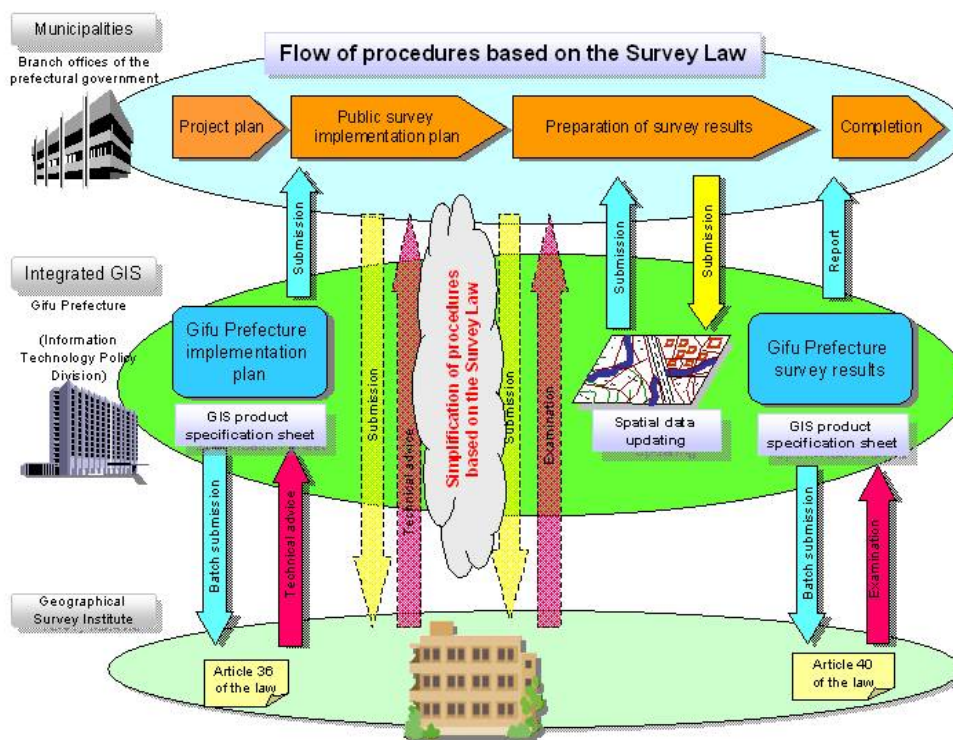 Municipalities
Branch offices of the
prefectural government
Flow of procedures based on the Survey Law
Project plan
Public survey
implementation plan
Preparation of survey results
Completion
Submission
Submission
Submission
Report
Integrated GIS
Gifu Prefecture
(Information
Technology Policy
Division)
Gifu Prefecture
implementation
plan
GIS product
specification sheet
Submission
Technical advice
Simplification of procedures
based on the Survey Law
Submission
Examination
Spatial data
updating
Gifu Prefecture
survey results
GIS product
specification sheet
Batch submission
Technical advice
Batch submission
Examination
Geographical
Survey Institute
Article 36
of the law
Article 40
of the law